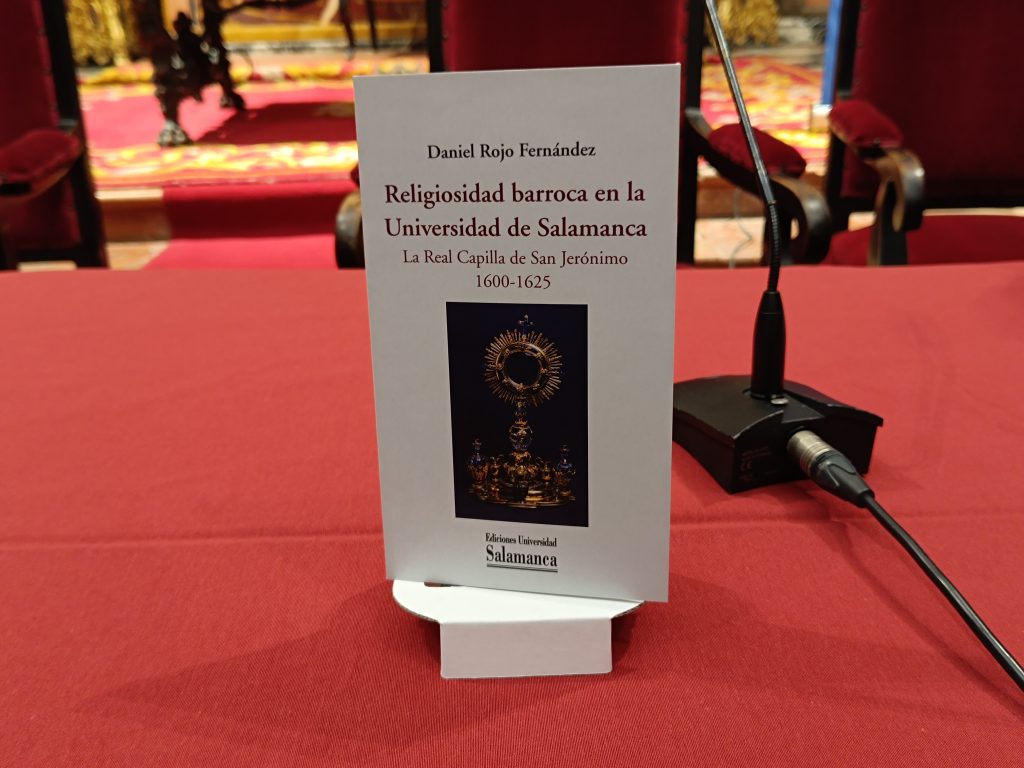 Daniel Rojo Fernández
Religiosidad barroca en la
Universidad de Salamanca
La Real Capilla de San Jerónimo
1600-1625
Ediciones Universidad
Salamanca
CE